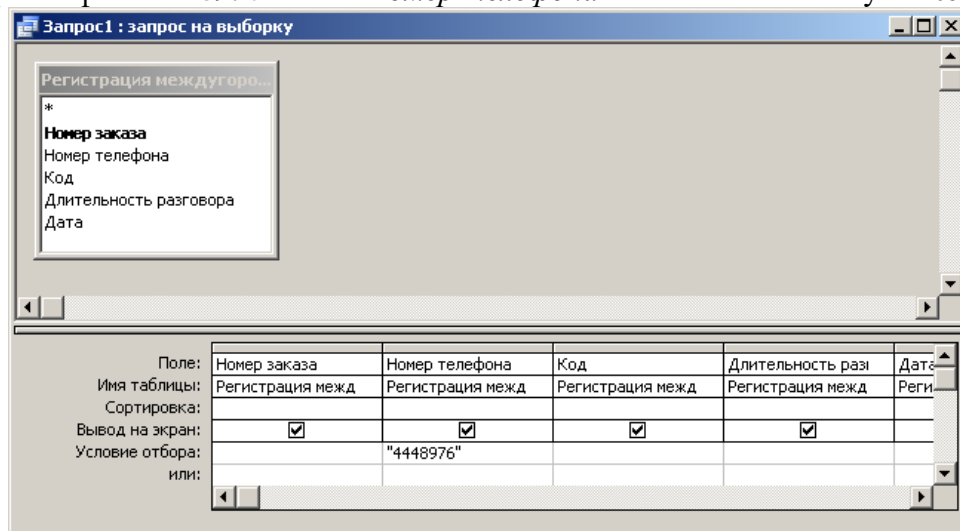 Запрос1 : запрос на выборку
Регистрация междугоро...
*
Номер заказа
Номер телефона
Код
Длительность разговора
Дата
Поле: Номер заказа Номер телефона Код Длительность разг Дата
Имя таблицы: Регистрация межд Регистрация межд Регистрация межд Регистрация межд Реги
Сортировка:
Вывод на экран:
Условие отбора: "4448976"
или: